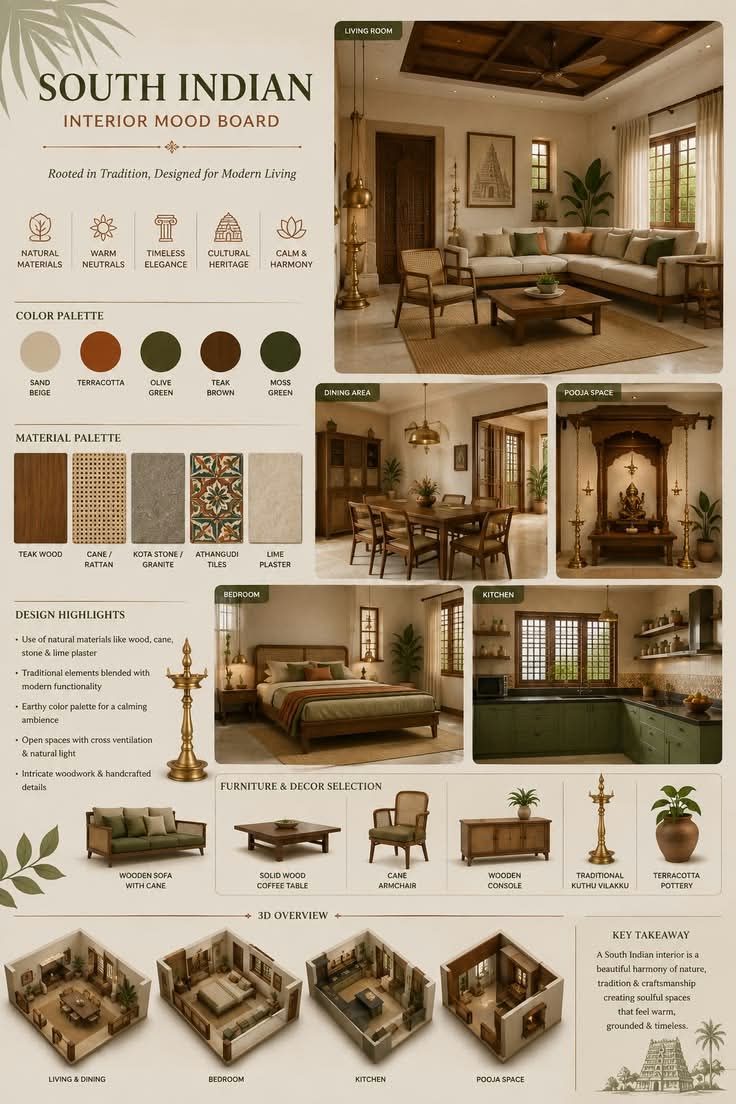 SOUTH INDIAN
INTERIOR MOOD BOARD
Rooted in Tradition, Designed for Modern Living
NATURAL
MATERIALS
WARM
NEUTRALS
TIMELESS
ELEGANCE
CULTURAL
HERITAGE
CALM &
HARMONY
LIVING ROOM
COLOR PALETTE
SAND
BEIGE
TERRACOTTA
OLIVE
GREEN
TEAK
BROWN
MOSS
GREEN
DINING AREA
POOJA SPACE
MATERIAL PALETTE
TEAK WOOD
CANE /
RATTAN
KOTA STONE /
GRANITE
ATHANGUDI
TILES
LIME
PLASTER
BEDROOM
KITCHEN
DESIGN HIGHLIGHTS
• Use of natural materials like wood, cane,
stone & lime plaster
• Traditional elements blended with
modern functionality
• Earthy color palette for a calming
ambience
• Open spaces with cross ventilation
& natural light
• Intricate woodwork & handcrafted
details
FURNITURE & DECOR SELECTION
WOODEN SOFA
WITH CANE
SOLID WOOD
COFFEE TABLE
CANE
ARMCHAIR
WOODEN
CONSOLE
TRADITIONAL
KUTHU VILAKKU
TERRACOTTA
POTTERY
3D OVERVIEW
LIVING & DINING
BEDROOM
KITCHEN
POOJA SPACE
KEY TAKEAWAY
A South Indian interior is a
beautiful harmony of nature,
tradition & craftsmanship
creating soulful spaces
that feel warm,
grounded & timeless.